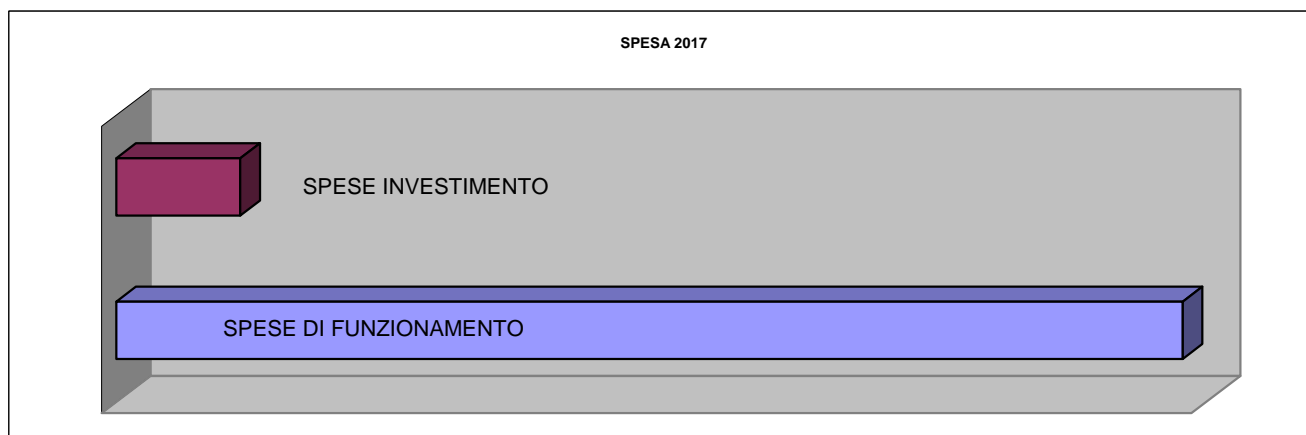 SPESA 2017
SPESE INVESTIMENTO
SPESE DI FUNZIONAMENTO